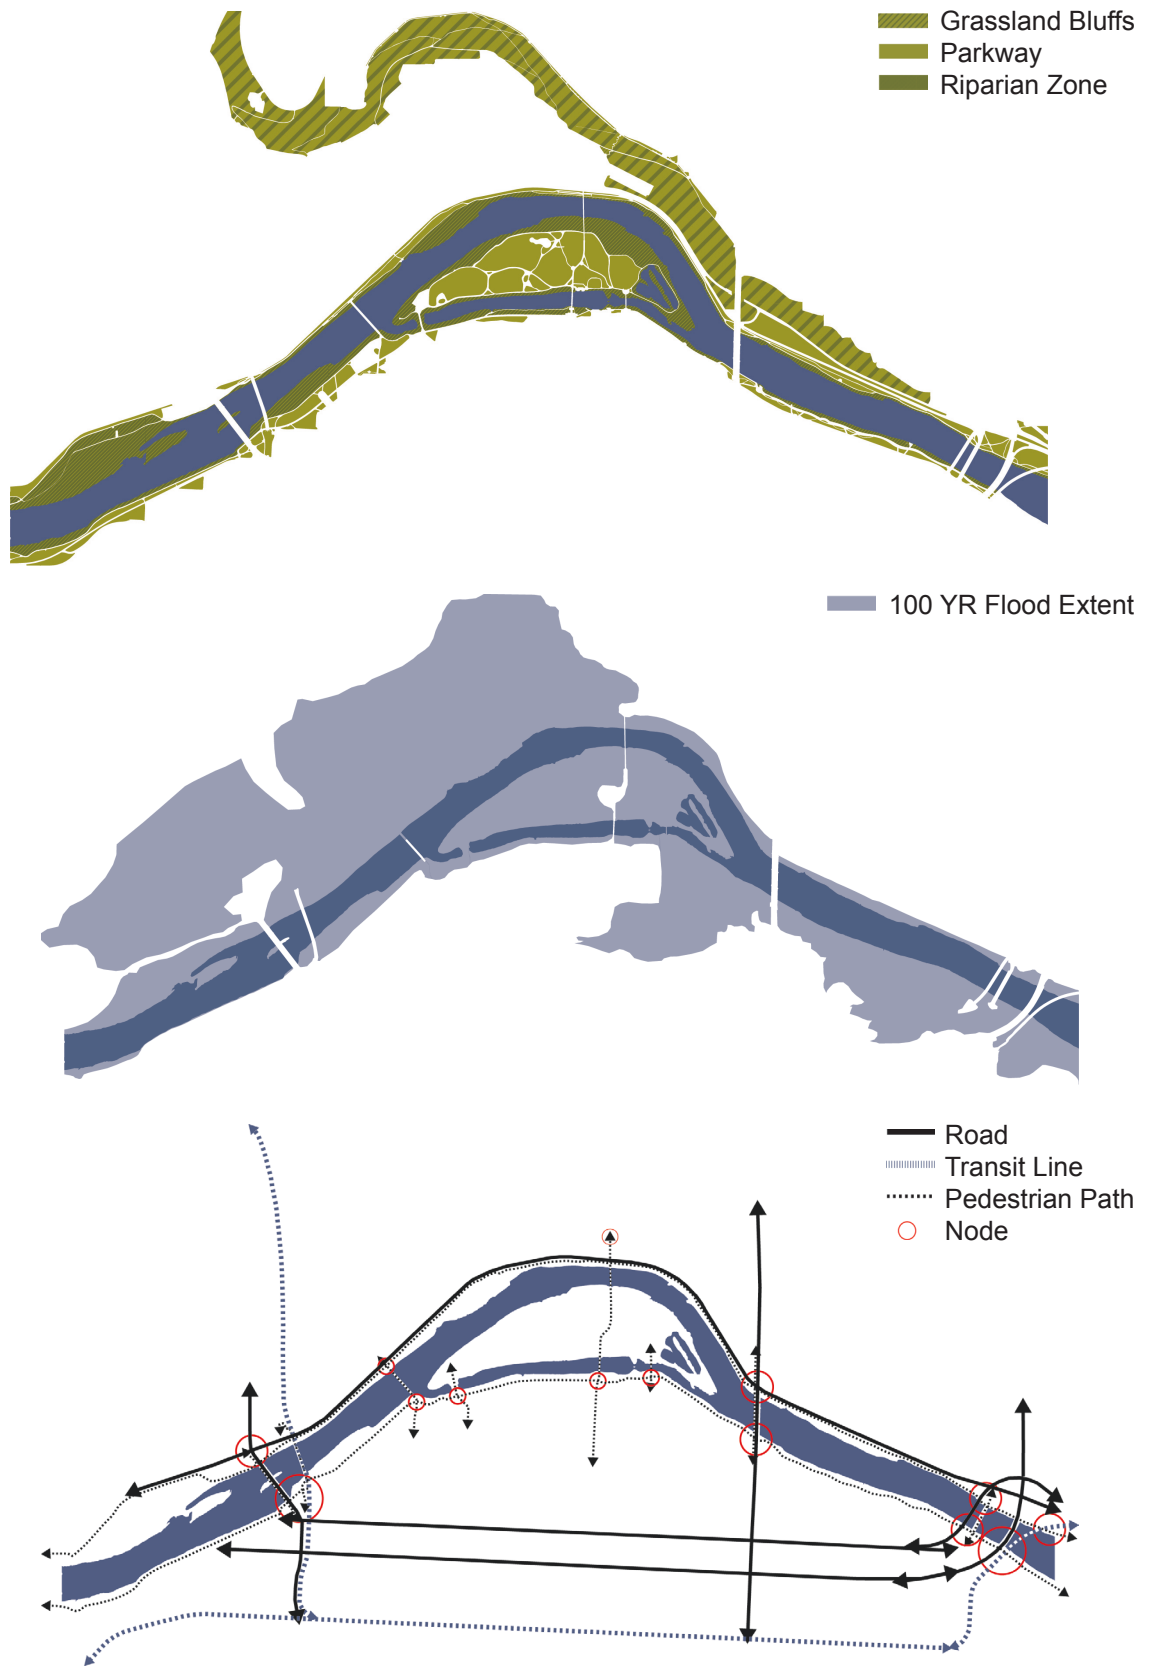 Grassland Bluffs
Parkway
Riparian Zone
100 YR Flood Extent
Road
Transit Line
Pedestrian Path
Node